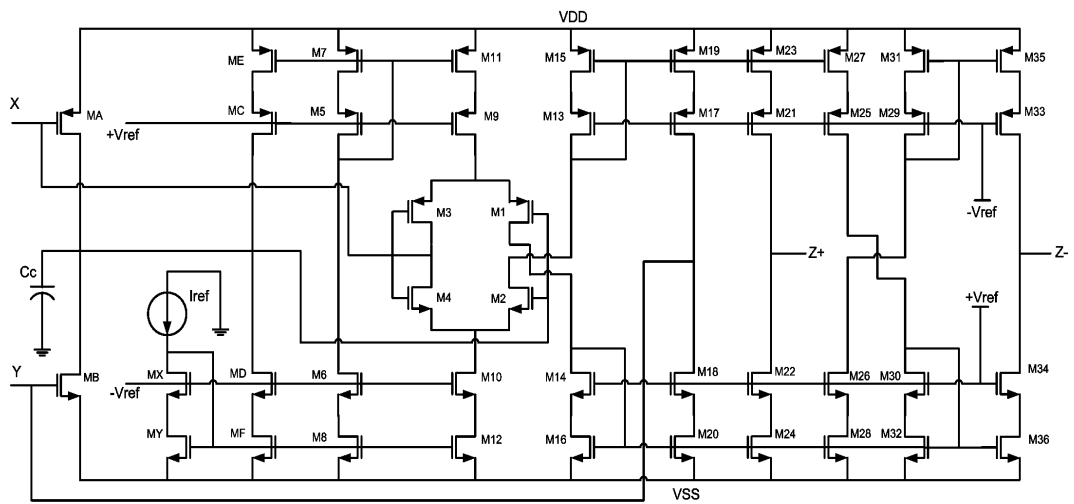 VDD
ME
M7
M11
M15
M19
M23
M27
M31
M35
X
MA
+Vref
MC
M5
M9
M13
M17
M21
M25
M29
M33
M3
M1
-Vref
Z+
Z-
Cc
Iref
M4
M2
+Vref
Y
MB
-Vref
MX
MD
M6
M10
M14
M18
M22
M26
M30
M34
MY
MF
M8
M12
M16
M20
M24
M28
M32
M36
VSS